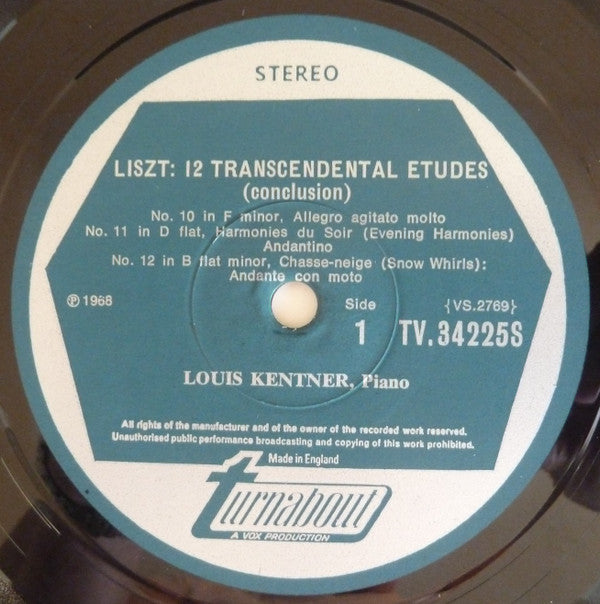 STEREO
LISZT: 12 TRANSCENDENTAL ETUDES
(conclusion)
No. 10 in F minor, Allegro agitato molto
No. 11 in D flat, Harmonies du Soir (Evening Harmonies)
Andantino
No. 12 in B flat minor, Chasse-neige (Snow Whirls):
Andante con moto
℗ 1968
Side
1
{VS.2769}
TV.34225S
LOUIS KENTNER, Piano
All rights of the manufacturer and of the owner of the recorded work reserved.
Unauthorised public performance broadcasting and copying of this work prohibited.
Made in England
turnabout
A VOX PRODUCTION